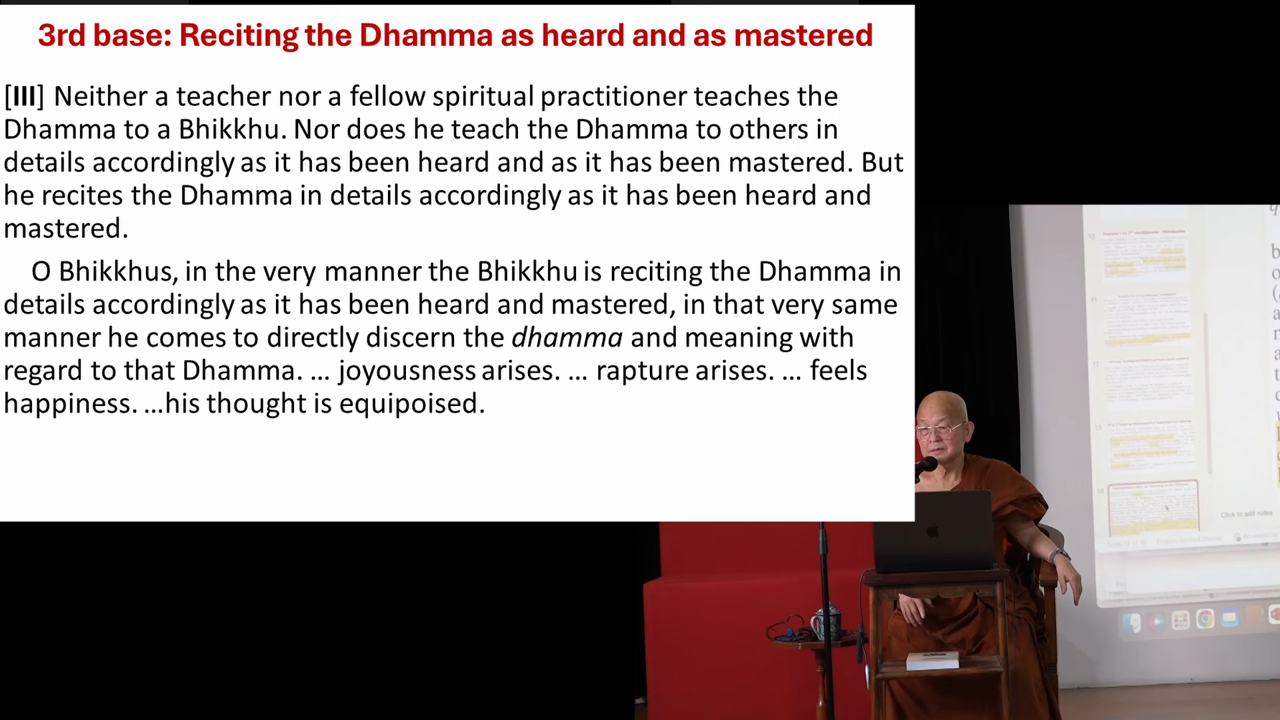 3rd base: Reciting the Dhamma as heard and as mastered
[III] Neither a teacher nor a fellow spiritual practitioner teaches the
Dhamma to a Bhikkhu. Nor does he teach the Dhamma to others in
details accordingly as it has been heard and as it has been mastered. But
he recites the Dhamma in details accordingly as it has been heard and
mastered.
O Bhikkhus, in the very manner the Bhikkhu is reciting the Dhamma in
details accordingly as it has been heard and mastered, in that very same
manner he comes to directly discern the dhamma and meaning with
regard to that Dhamma. ... joyousness arises. ... rapture arises. ... feels
happiness. ...his thought is equipoised.
Click to add notes